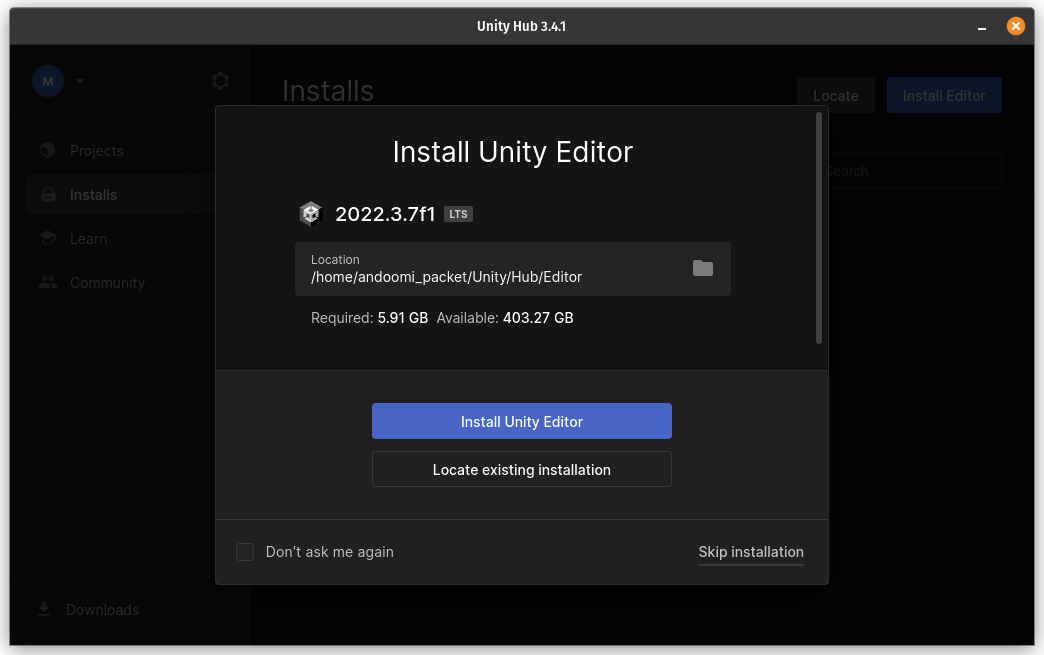 Unity Hub 3.4.1
M
Installs
Locate
Install Editor
Projects
Installs
Learn
Community
Search
Install Unity Editor
2022.3.7f1 LTS
Location
/home/andoomi_packet/Unity/Hub/Editor
Required: 5.91 GB Available: 403.27 GB
Install Unity Editor
Locate existing installation
Don't ask me again
Skip installation
Downloads